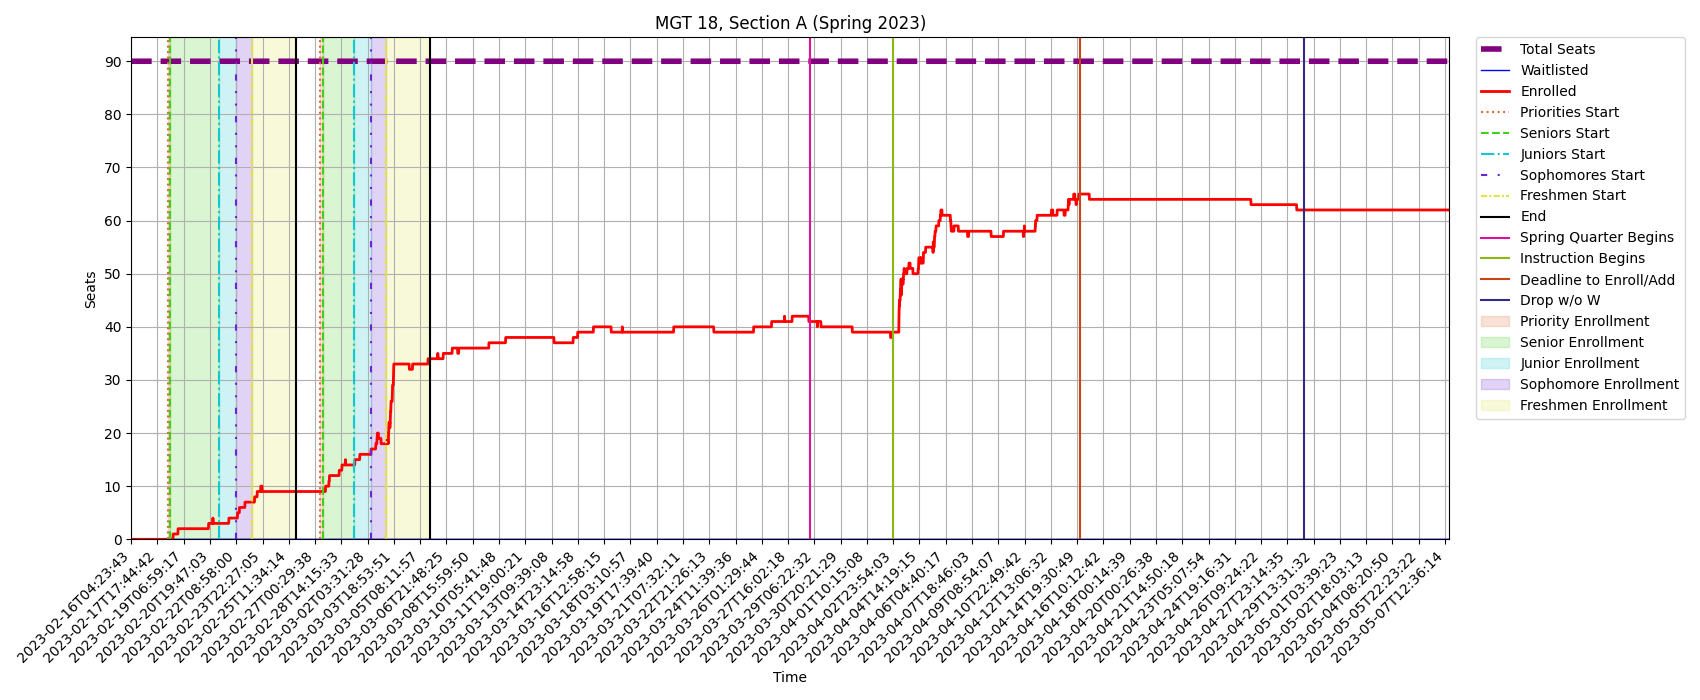 MGT 18, Section A (Spring 2023)
Seats
90
80
70
60
50
40
30
20
10
0
2023-02-16T04:23:43
2023-02-17T17:44:42
2023-02-19T06:59:17
2023-02-20T19:47:03
2023-02-22T08:58:00
2023-02-23T22:27:05
2023-02-25T11:34:14
2023-02-27T00:29:38
2023-02-28T14:15:33
2023-03-02T03:31:28
2023-03-03T18:53:51
2023-03-05T08:11:57
2023-03-06T21:48:25
2023-03-08T15:59:50
2023-03-10T05:41:48
2023-03-11T19:00:21
2023-03-13T09:39:08
2023-03-14T23:14:58
2023-03-16T12:58:15
2023-03-18T03:10:57
2023-03-19T17:39:40
2023-03-21T07:32:11
2023-03-22T21:26:13
2023-03-24T11:39:36
2023-03-26T01:29:44
2023-03-27T16:02:18
2023-03-29T06:22:32
2023-03-30T20:21:29
2023-04-01T10:15:08
2023-04-02T23:54:03
2023-04-04T14:19:15
2023-04-06T04:40:17
2023-04-07T18:46:03
2023-04-09T08:54:07
2023-04-10T22:49:42
2023-04-12T13:06:32
2023-04-14T19:30:49
2023-04-16T10:12:42
2023-04-18T00:14:39
2023-04-20T00:26:38
2023-04-21T14:50:18
2023-04-23T05:07:54
2023-04-24T19:16:31
2023-04-26T09:24:22
2023-04-27T23:14:35
2023-04-29T13:31:32
2023-05-01T03:39:23
2023-05-02T18:03:13
2023-05-04T08:20:50
2023-05-05T22:23:22
2023-05-07T12:36:14
Time
Total Seats
Waitlisted
Enrolled
Priorities Start
Seniors Start
Juniors Start
Sophomores Start
Freshmen Start
End
Spring Quarter Begins
Instruction Begins
Deadline to Enroll/Add
Drop w/o W
Priority Enrollment
Senior Enrollment
Junior Enrollment
Sophomore Enrollment
Freshmen Enrollment